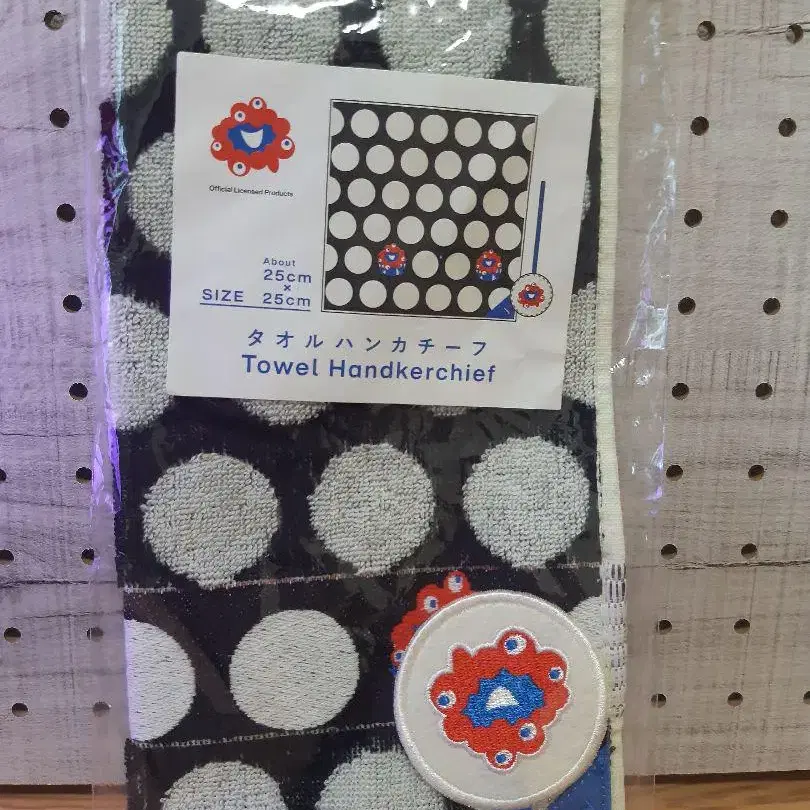 Official Licensed Products
About
25cm
×
SIZE 25cm
タオルハンカチーフ
Towel Handkerchief